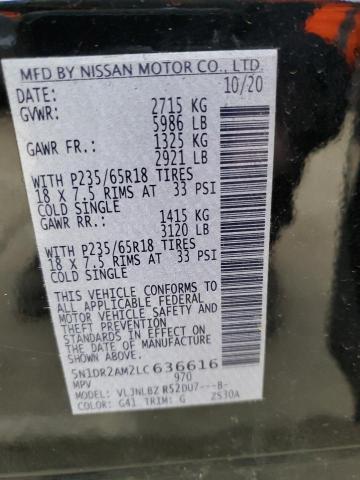 MFD BY NISSAN MOTOR CO., LTD.
DATE: 10/20
GVWR: 2715 KG
5986 LB
GAWR FR.: 1325 KG
2921 LB
WITH P235/65R18 TIRES
18 X 7.5 RIMS AT 33 PSI
COLD SINGLE
GAWR RR.: 1415 KG
3120 LB
WITH P235/65R18 TIRES
18 X 7.5 RIMS AT 33 PSI
COLD SINGLE
THIS VEHICLE CONFORMS TO
ALL APPLICABLE FEDERAL
MOTOR VEHICLE SAFETY AND
THEFT PREVENTION
STANDARDS IN EFFECT ON
THE DATE OF MANUFACTURE
5N1DR2AM2LC636616
MPV 970
MODEL: VLJNLBZ R52DU7---B-
COLOR: G41 TRIM: G ZS30A